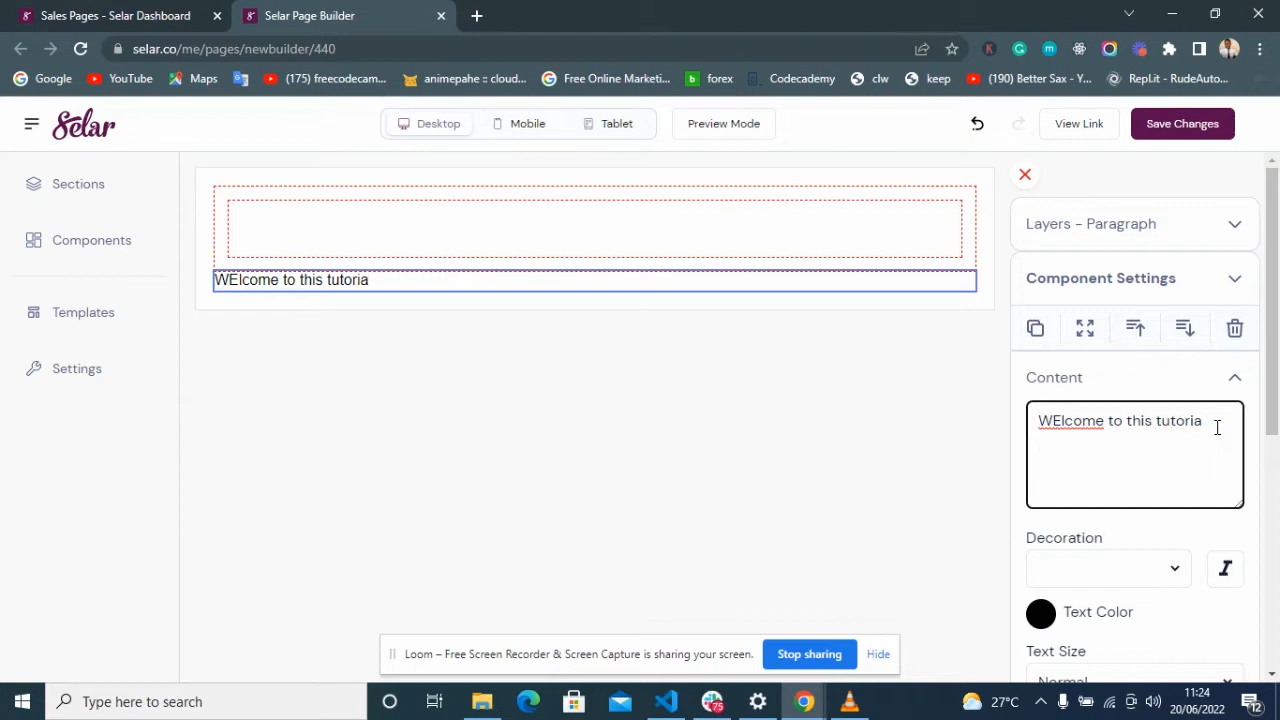 Sales Pages - Selar Dashboard
Selar Page Builder
selar.co/me/pages/newbuilder/440
Google
YouTube
Maps
(175) freecodecam...
animepahe :: cloud...
Free Online Marketi...
forex
Codecademy
clw
keep
(190) Better Sax - Y...
Repl.it - RudeAuto...
Selar
Desktop
Mobile
Tablet
Preview Mode
View Link
Save Changes
Sections
Components
Templates
Settings
WElcome to this tutoria
Layers - Paragraph
Component Settings
Content
WElcome to this tutoria
Decoration
I
Text Color
Text Size
Normal
Loom – Free Screen Recorder & Screen Capture is sharing your screen.
Stop sharing
Hide
Type here to search
75
27°C
11:24
20/06/2022
12